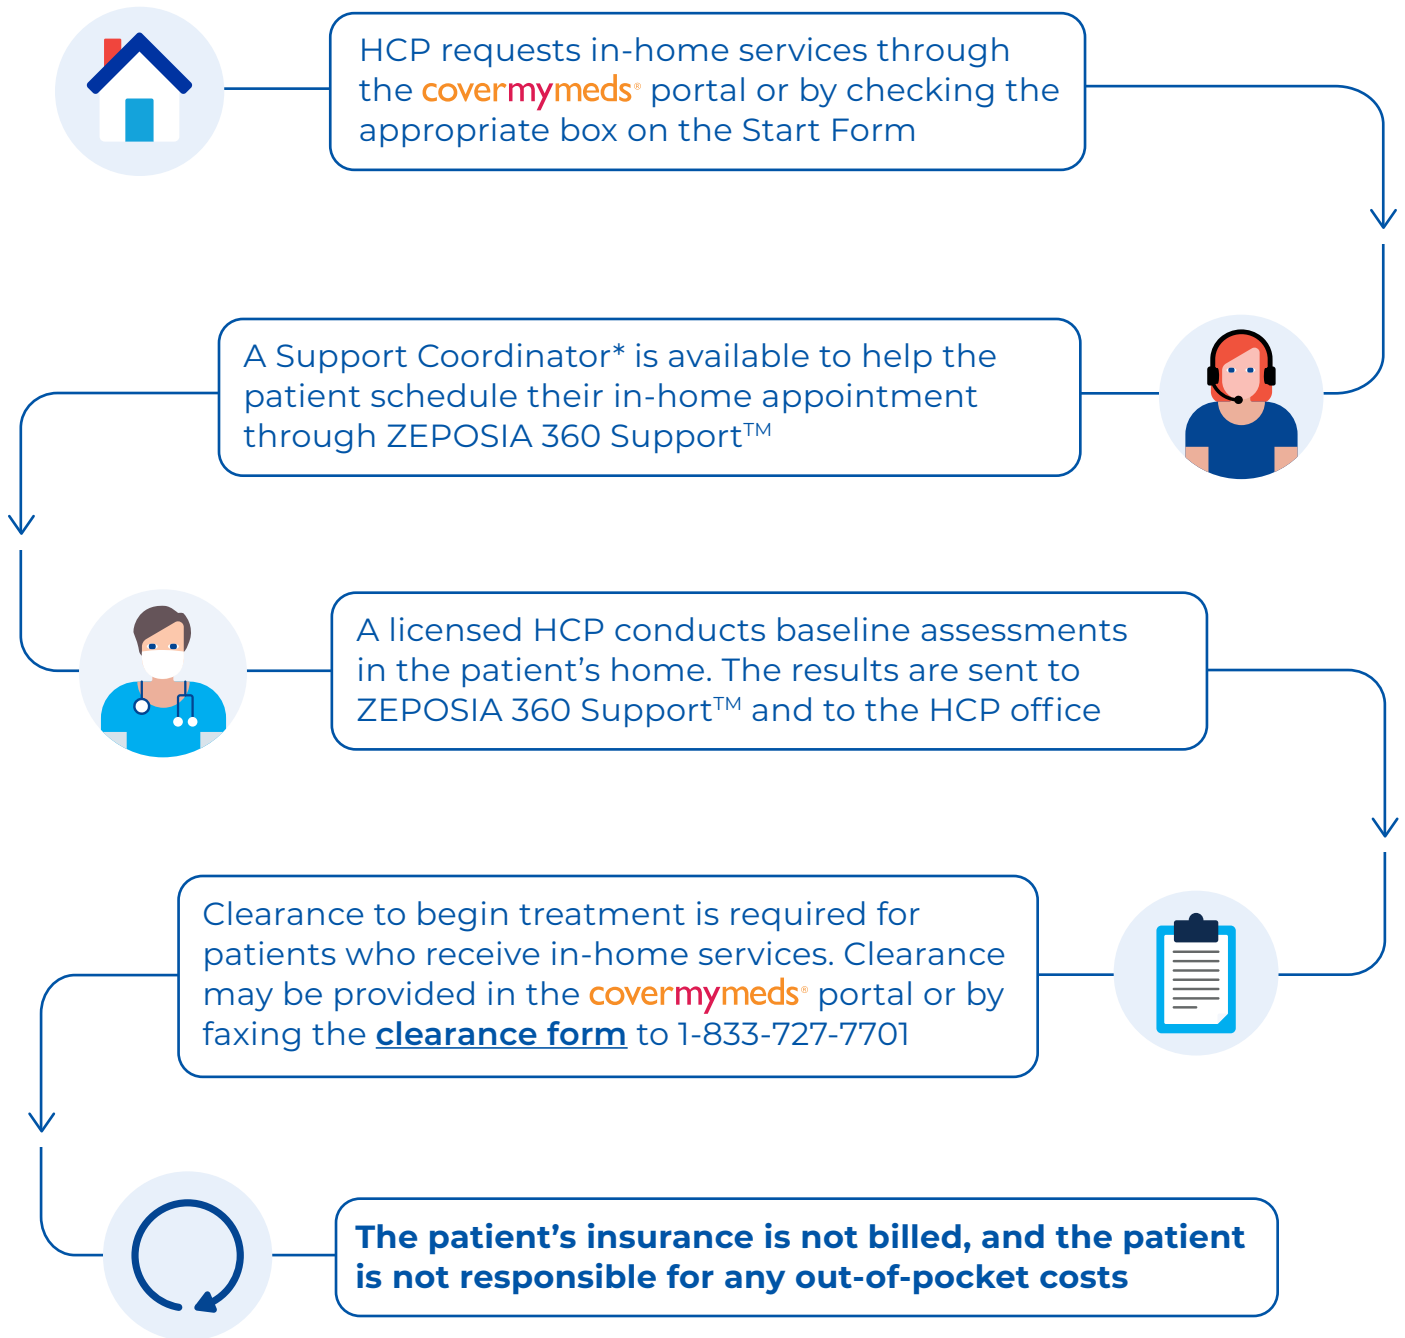 HCP requests in-home services through
the covermymeds® portal or by checking the
appropriate box on the Start Form
A Support Coordinator* is available to help the
patient schedule their in-home appointment
through ZEPOSIA 360 Support™
A licensed HCP conducts baseline assessments
in the patient’s home. The results are sent to
ZEPOSIA 360 Support™ and to the HCP office
Clearance to begin treatment is required for
patients who receive in-home services. Clearance
may be provided in the covermymeds® portal or by
faxing the clearance form to 1-833-727-7701
The patient’s insurance is not billed, and the patient
is not responsible for any out-of-pocket costs